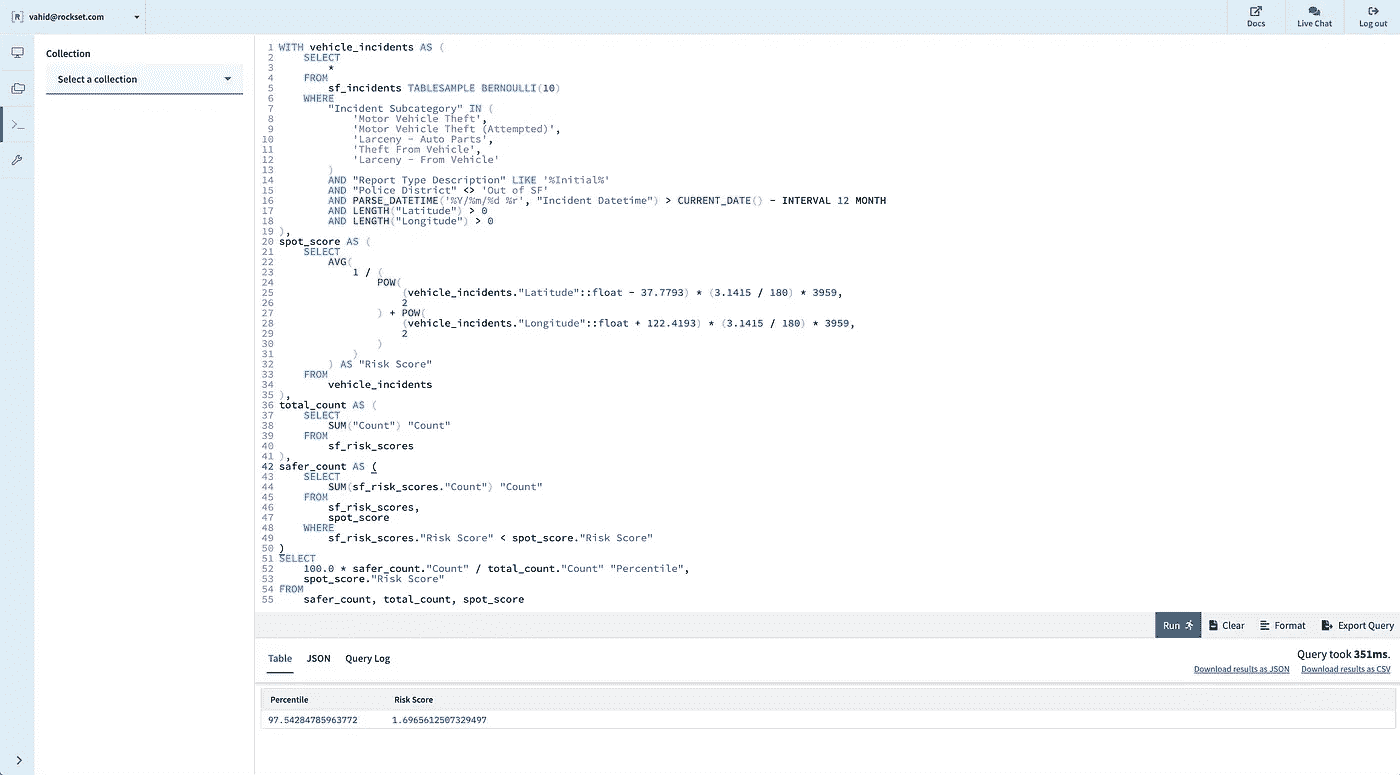 [R] vahid@rockset.com
Docs
Live Chat
Log out
Collection
Select a collection
1 WITH vehicle_incidents AS (
2 SELECT
3 *
4 FROM
5 sf_incidents TABLESAMPLE BERNOULLI(10)
6 WHERE
7 "Incident Subcategory" IN (
8 'Motor Vehicle Theft',
9 'Motor Vehicle Theft (Attempted)',
10 'Larceny - Auto Parts',
11 'Theft From Vehicle',
12 'Larceny - From Vehicle'
13 )
14 AND "Report Type Description" LIKE '%Initial%'
15 AND "Police District" <> 'Out of SF'
16 AND PARSE_DATETIME('%Y/%m/%d %r', "Incident Datetime") > CURRENT_DATE() - INTERVAL 12 MONTH
17 AND LENGTH("Latitude") > 0
18 AND LENGTH("Longitude") > 0
19 ),
20 spot_score AS (
21 SELECT
22 AVG(
23 1 / (
24 POW(
25 (vehicle_incidents."Latitude"::float - 37.7793) * (3.1415 / 180) * 3959,
26 2
27 ) + POW(
28 (vehicle_incidents."Longitude"::float + 122.4193) * (3.1415 / 180) * 3959,
29 2
30 )
31 )
32 ) AS "Risk Score"
33 FROM
34 vehicle_incidents
35 ),
36 total_count AS (
37 SELECT
38 SUM("Count") "Count"
39 FROM
40 sf_risk_scores
41 ),
42 safer_count AS (
43 SELECT
44 SUM(sf_risk_scores."Count") "Count"
45 FROM
46 sf_risk_scores,
47 spot_score
48 WHERE
49 sf_risk_scores."Risk Score" < spot_score."Risk Score"
50 )
51 SELECT
52 100.0 * safer_count."Count" / total_count."Count" "Percentile",
53 spot_score."Risk Score"
54 FROM
55 safer_count, total_count, spot_score
Run Clear Format Export Query
Table JSON Query Log
Query took 351ms.
Download results as JSON Download results as CSV
Percentile Risk Score
97.54284785963772 1.6965612507329497